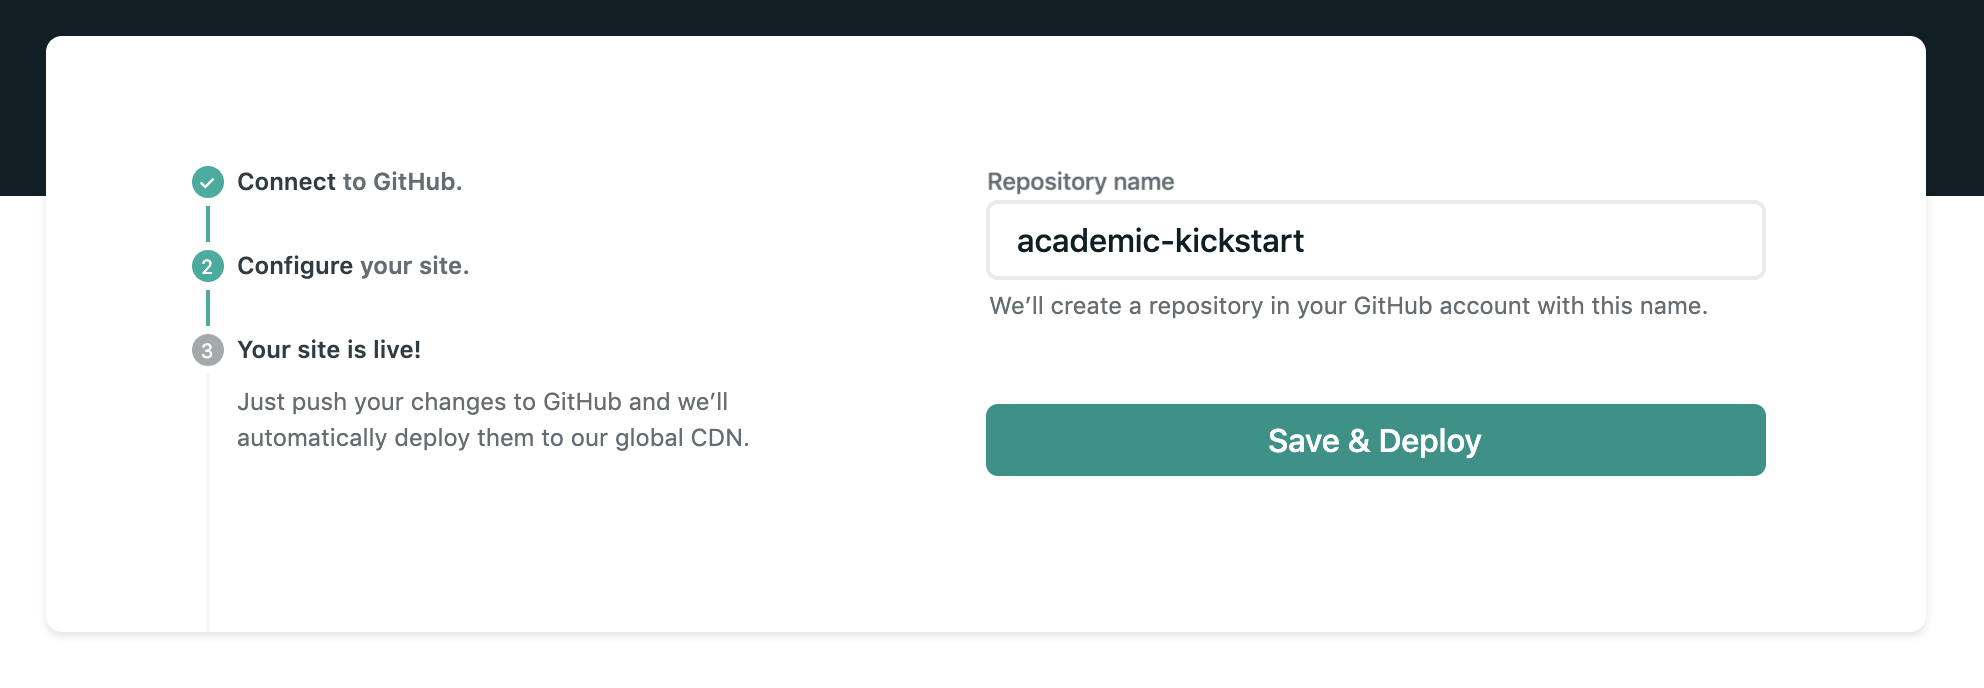 Connect to GitHub.
2
Configure your site.
3
Your site is live!
Just push your changes to GitHub and we’ll
automatically deploy them to our global CDN.
Repository name
academic-kickstart
We’ll create a repository in your GitHub account with this name.
Save & Deploy